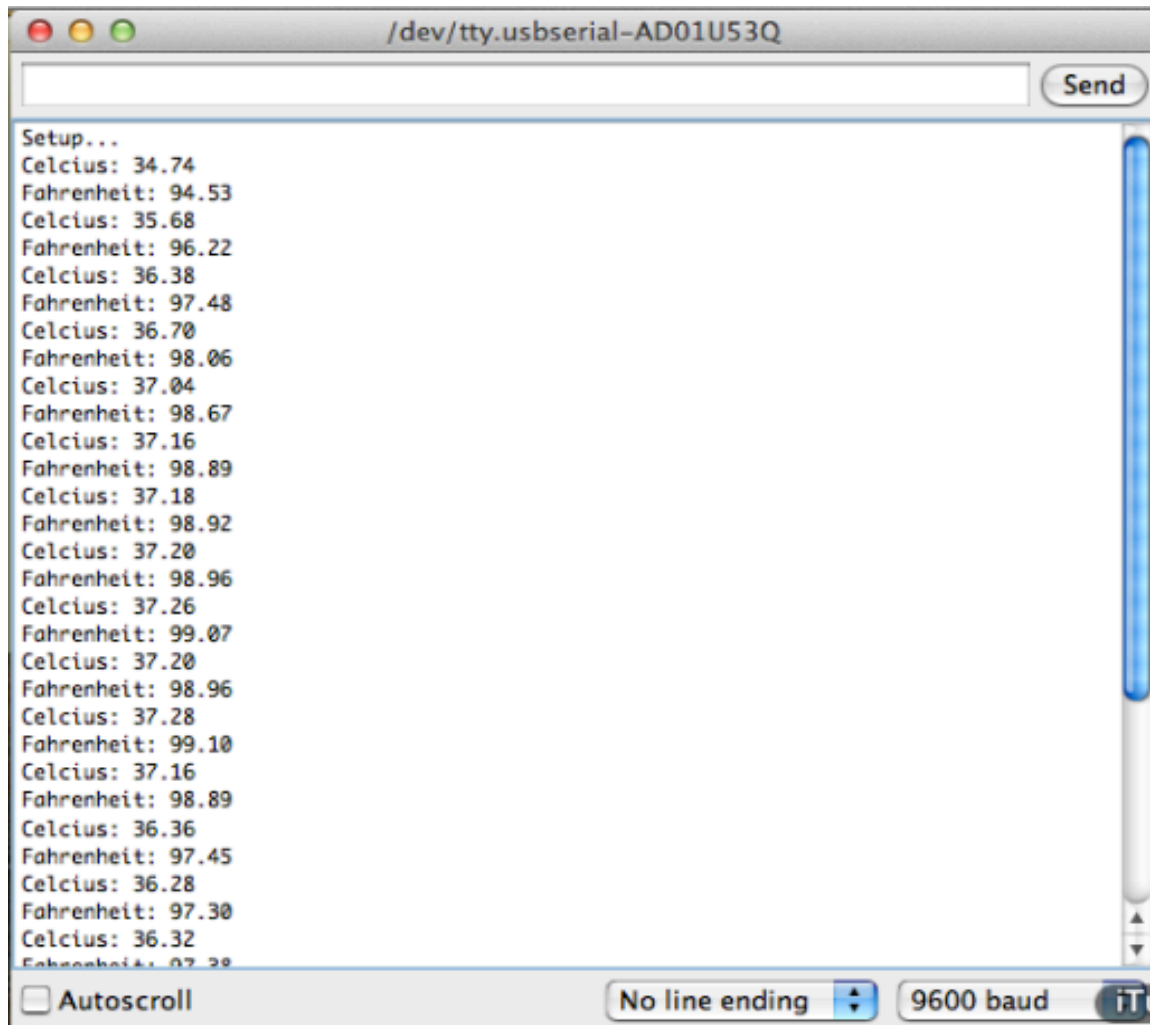 /dev/tty.usbserial-AD01U53Q
Send
Setup...
Celcius: 34.74
Fahrenheit: 94.53
Celcius: 35.68
Fahrenheit: 96.22
Celcius: 36.38
Fahrenheit: 97.48
Celcius: 36.70
Fahrenheit: 98.06
Celcius: 37.04
Fahrenheit: 98.67
Celcius: 37.16
Fahrenheit: 98.89
Celcius: 37.18
Fahrenheit: 98.92
Celcius: 37.20
Fahrenheit: 98.96
Celcius: 37.26
Fahrenheit: 99.07
Celcius: 37.20
Fahrenheit: 98.96
Celcius: 37.28
Fahrenheit: 99.10
Celcius: 37.16
Fahrenheit: 98.89
Celcius: 36.36
Fahrenheit: 97.45
Celcius: 36.28
Fahrenheit: 97.30
Celcius: 36.32
Fahrenheit: 97.38
Autoscroll
No line ending
9600 baud